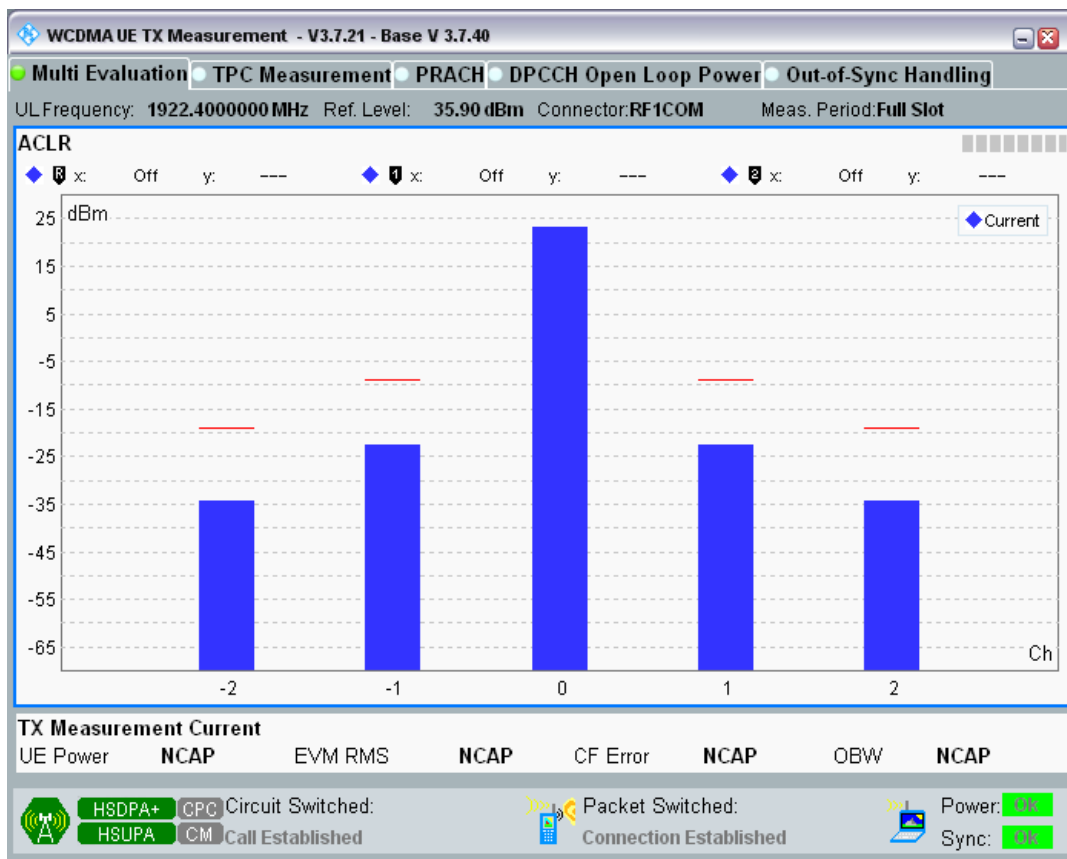 WCDMA UE TX Measurement - V3.7.21 - Base V 3.7.40
Multi Evaluation TPC Measurement PRACH DPCCH Open Loop Power Out-of-Sync Handling
UL Frequency: 1922.4000000 MHz Ref. Level: 35.90 dBm Connector:RF1COM Meas. Period:Full Slot
ACLR
R x: Off y: --- 1 x: Off y: --- 2 x: Off y: ---
dBm
Current
25
15
5
-5
-15
-25
-35
-45
-55
-65
Ch
-2 -1 0 1 2
TX Measurement Current
UE Power NCAP EVM RMS NCAP CF Error NCAP OBW NCAP
HSDPA+ CPC Circuit Switched: Packet Switched: Power: OK
HSUPA CM Call Established Connection Established Sync: OK